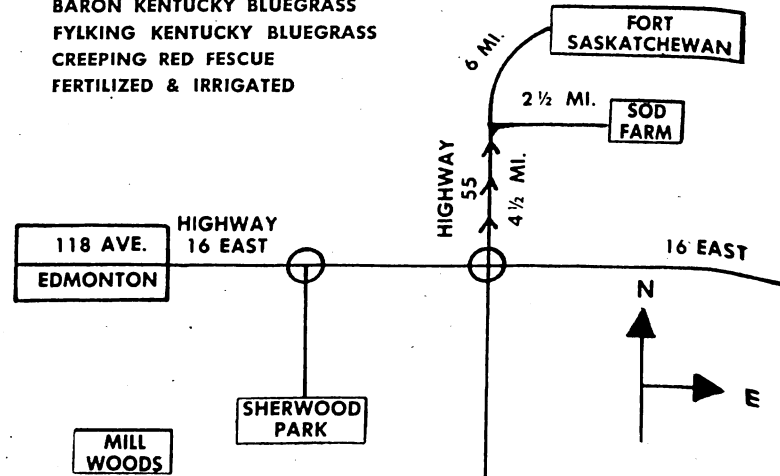 BARON KENTUCKY BLUEGRASS
FYLKING KENTUCKY BLUEGRASS
CREEPING RED FESCUE
FERTILIZED & IRRIGATED
FORT
SASKATCHEWAN
6 MI.
2 ½ MI.
SOD
FARM
HIGHWAY
55
4 ½ MI.
HIGHWAY
16 EAST
118 AVE.
EDMONTON
16 EAST
N
E
SHERWOOD
PARK
MILL
WOODS